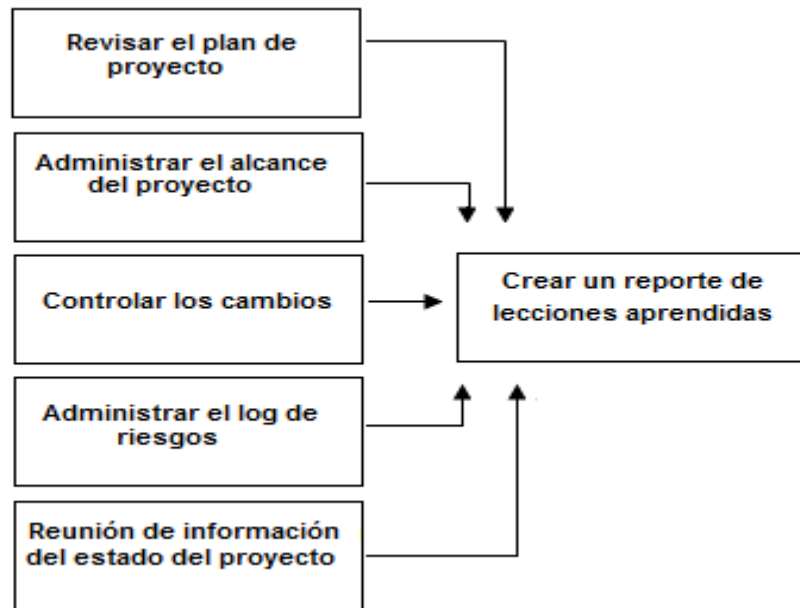 Revisar el plan de
proyecto
Administrar el alcance
del proyecto
Controlar los cambios
Administrar el log de
riesgos
Reunión de información
del estado del proyecto
Crear un reporte de
lecciones aprendidas